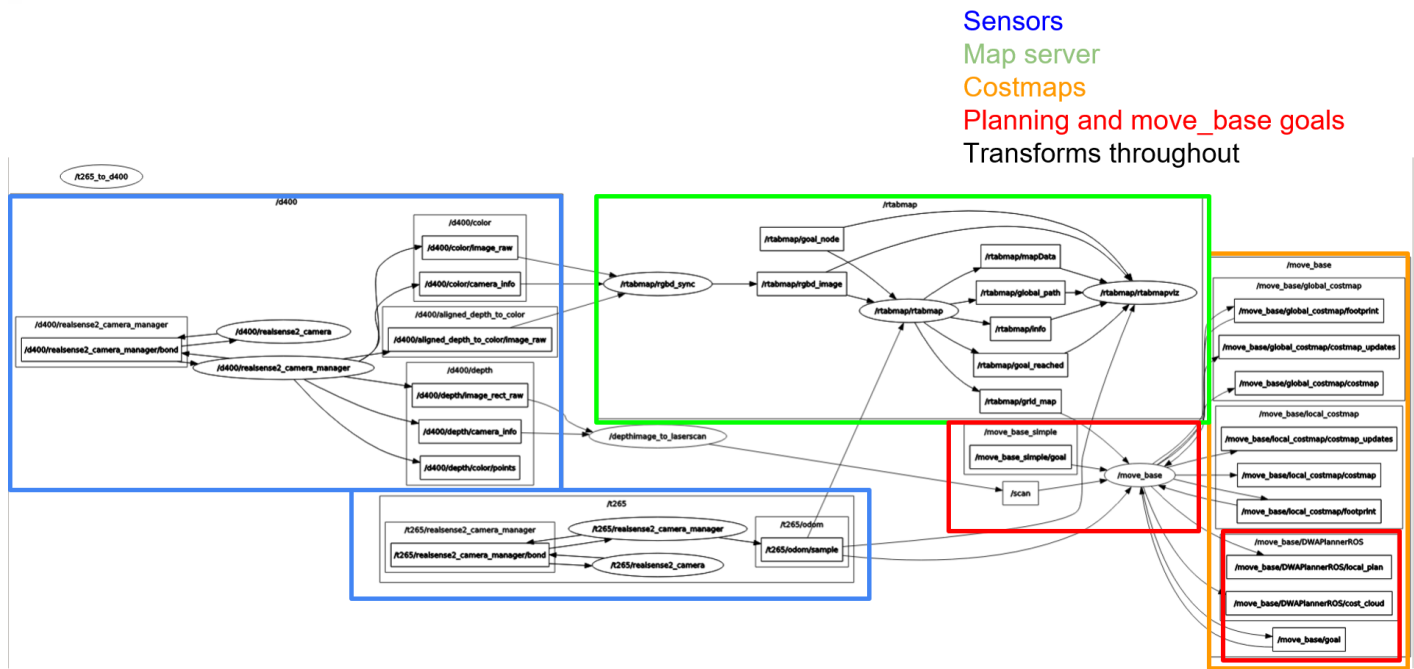 Sensors
Map server
Costmaps
Planning and move_base goals
Transforms throughout
/t265_to_d400
/d400
/d400/color
/d400/color/image_raw
/d400/color/camera_info
/d400/aligned_depth_to_color
/d400/aligned_depth_to_color/image_raw
/d400/realsense2_camera_manager
/d400/realsense2_camera_manager/bond
/d400/realsense2_camera
/d400/realsense2_camera_manager
/d400/depth
/d400/depth/image_rect_raw
/d400/depth/camera_info
/d400/depth/color/points
/rtabmap
/rtabmap/goal_node
/rtabmap/rgbd_sync
/rtabmap/rgbd_image
/rtabmap/rtabmap
/rtabmap/mapData
/rtabmap/global_path
/rtabmap/info
/rtabmap/goal_reached
/rtabmap/grid_map
/rtabmap/rtabmapviz
/depthimage_to_laserscan
/move_base_simple
/move_base_simple/goal
/scan
/move_base
/t265
/t265/realsense2_camera_manager
/t265/realsense2_camera_manager/bond
/t265/realsense2_camera_manager
/t265/realsense2_camera
/t265/odom
/t265/odom/sample
/move_base
/move_base/global_costmap
/move_base/global_costmap/footprint
/move_base/global_costmap/costmap_updates
/move_base/global_costmap/costmap
/move_base/local_costmap
/move_base/local_costmap/costmap_updates
/move_base/local_costmap/costmap
/move_base/local_costmap/footprint
/move_base/DWAPlannerROS
/move_base/DWAPlannerROS/local_plan
/move_base/DWAPlannerROS/cost_cloud
/move_base/goal